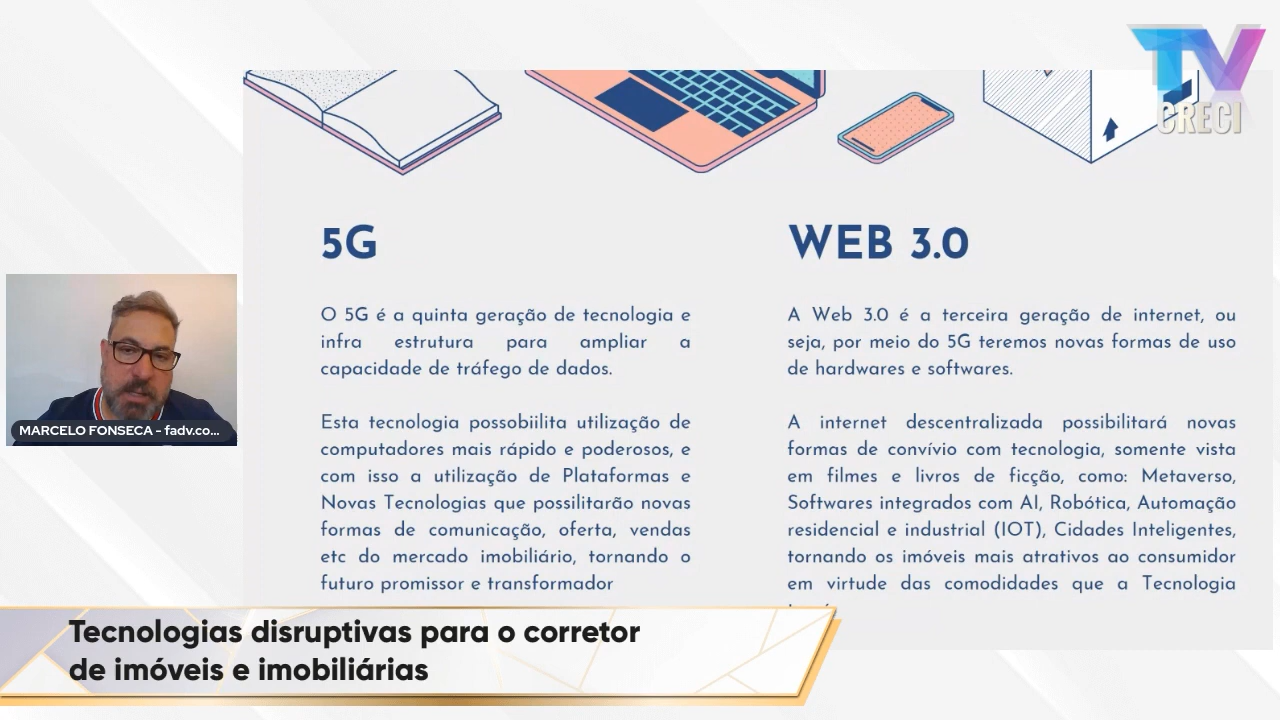 TV
CRECI
5G
O 5G é a quinta geração de tecnologia e
infra estrutura para ampliar a
capacidade de tráfego de dados.
Esta tecnologia possobiilita utilização de
computadores mais rápido e poderosos, e
com isso a utilização de Plataformas e
Novas Tecnologias que possilitarão novas
formas de comunicação, oferta, vendas
etc do mercado imobiliário, tornando o
futuro promissor e transformador
WEB 3.0
A Web 3.0 é a terceira geração de internet, ou
seja, por meio do 5G teremos novas formas de uso
de hardwares e softwares.
A internet descentralizada possibilitará novas
formas de convívio com tecnologia, somente vista
em filmes e livros de ficção, como: Metaverso,
Softwares integrados com AI, Robótica, Automação
residencial e industrial (IOT), Cidades Inteligentes,
tornando os imóveis mais atrativos ao consumidor
em virtude das comodidades que a Tecnologia
MARCELO FONSECA - fadv.co...
Tecnologias disruptivas para o corretor
de imóveis e imobiliárias